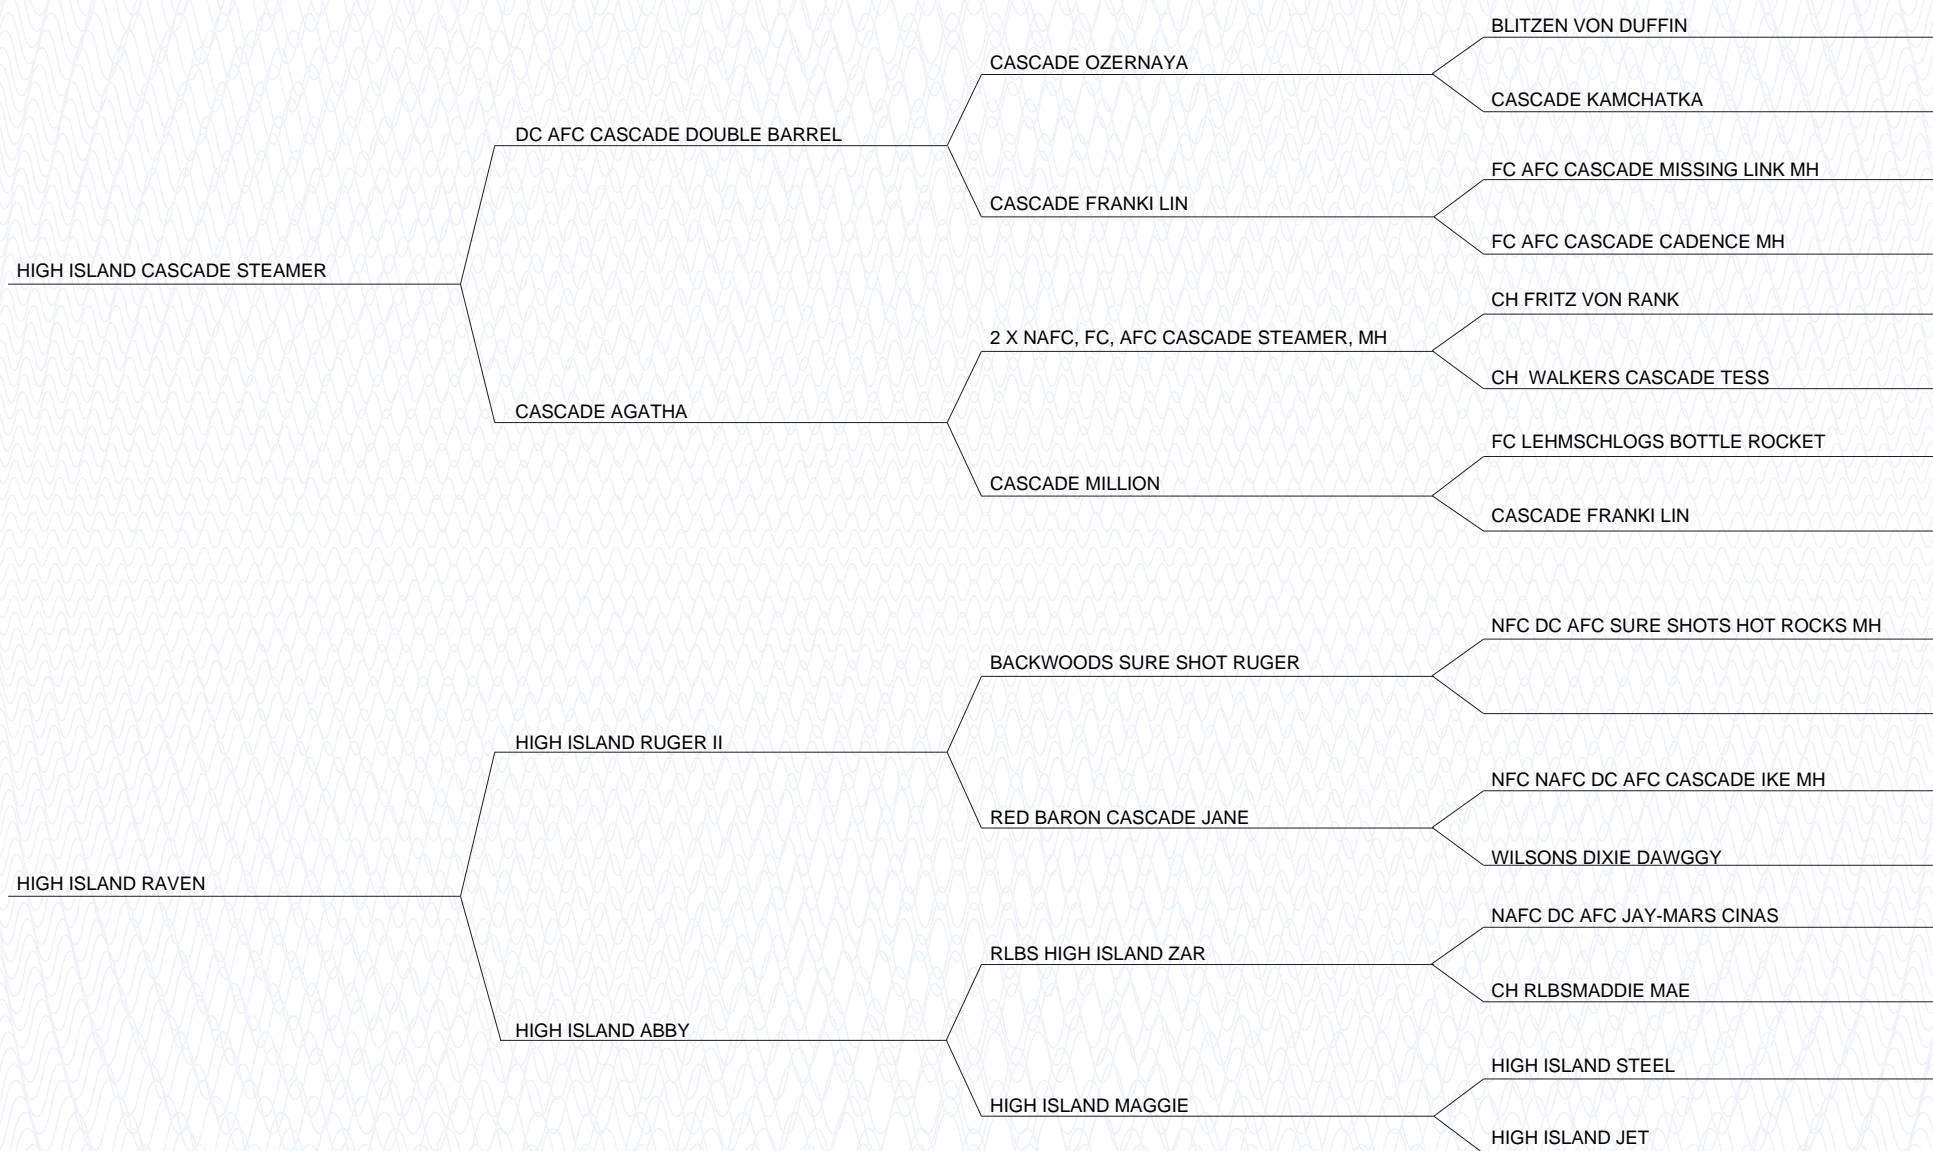 BLITZEN VON DUFFIN
CASCADE OZERNAYA
CASCADE KAMCHATKA
DC AFC CASCADE DOUBLE BARREL
FC AFC CASCADE MISSING LINK MH
CASCADE FRANKI LIN
FC AFC CASCADE CADENCE MH
HIGH ISLAND CASCADE STEAMER
CH FRITZ VON RANK
2 X NAFC, FC, AFC CASCADE STEAMER, MH
CH  WALKERS CASCADE TESS
CASCADE AGATHA
FC LEHMSCHLOGS BOTTLE ROCKET
CASCADE MILLION
CASCADE FRANKI LIN
NFC DC AFC SURE SHOTS HOT ROCKS MH
BACKWOODS SURE SHOT RUGER
HIGH ISLAND RUGER II
NFC NAFC DC AFC CASCADE IKE MH
RED BARON CASCADE JANE
WILSONS DIXIE DAWGGY
HIGH ISLAND RAVEN
NAFC DC AFC JAY-MARS CINAS
RLBS HIGH ISLAND ZAR
CH RLBSMADDIE MAE
HIGH ISLAND ABBY
HIGH ISLAND STEEL
HIGH ISLAND MAGGIE
HIGH ISLAND JET